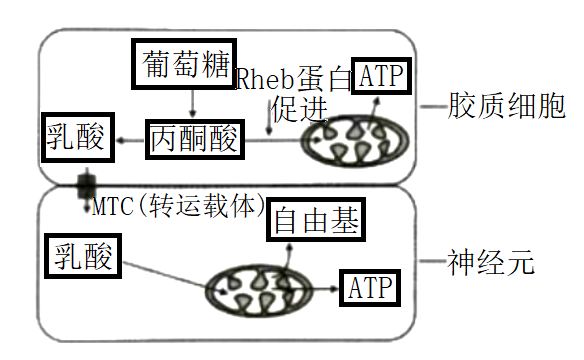 葡萄糖
Rheb蛋白
促进
ATP
胶质细胞
乳酸
丙酮酸
MTC(转运载体)
自由基
乳酸
神经元
ATP